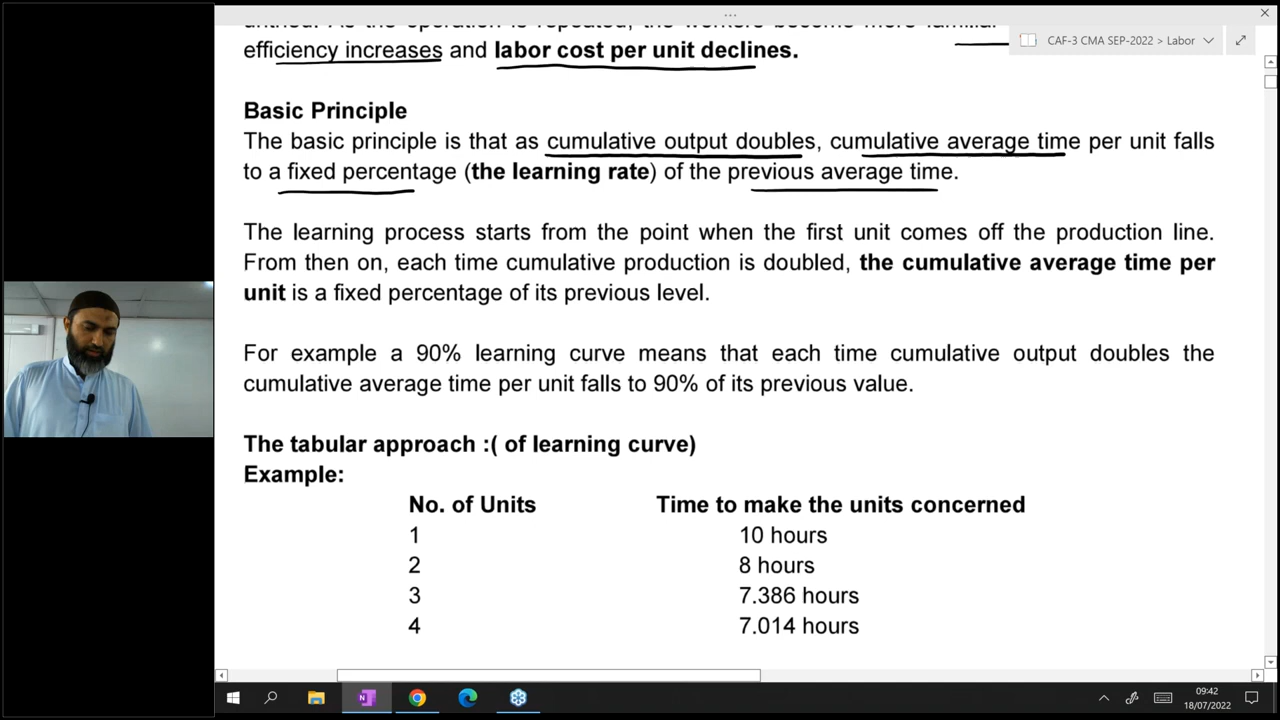 CAF-3 CMA SEP-2022 > Labor
efficiency increases and labor cost per unit declines.
Basic Principle
The basic principle is that as cumulative output doubles, cumulative average time per unit falls
to a fixed percentage (the learning rate) of the previous average time.
The learning process starts from the point when the first unit comes off the production line.
From then on, each time cumulative production is doubled, the cumulative average time per
unit is a fixed percentage of its previous level.
For example a 90% learning curve means that each time cumulative output doubles the
cumulative average time per unit falls to 90% of its previous value.
The tabular approach :( of learning curve)
Example:
No. of Units Time to make the units concerned
1 10 hours
2 8 hours
3 7.386 hours
4 7.014 hours
09:42
18/07/2022